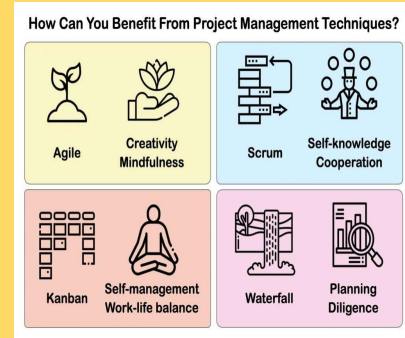 How Can You Benefit From Project Management Techniques?
Agile
Creativity
Mindfulness
Scrum
Self-knowledge
Cooperation
Kanban
Self-management
Work-life balance
Waterfall
Planning
Diligence